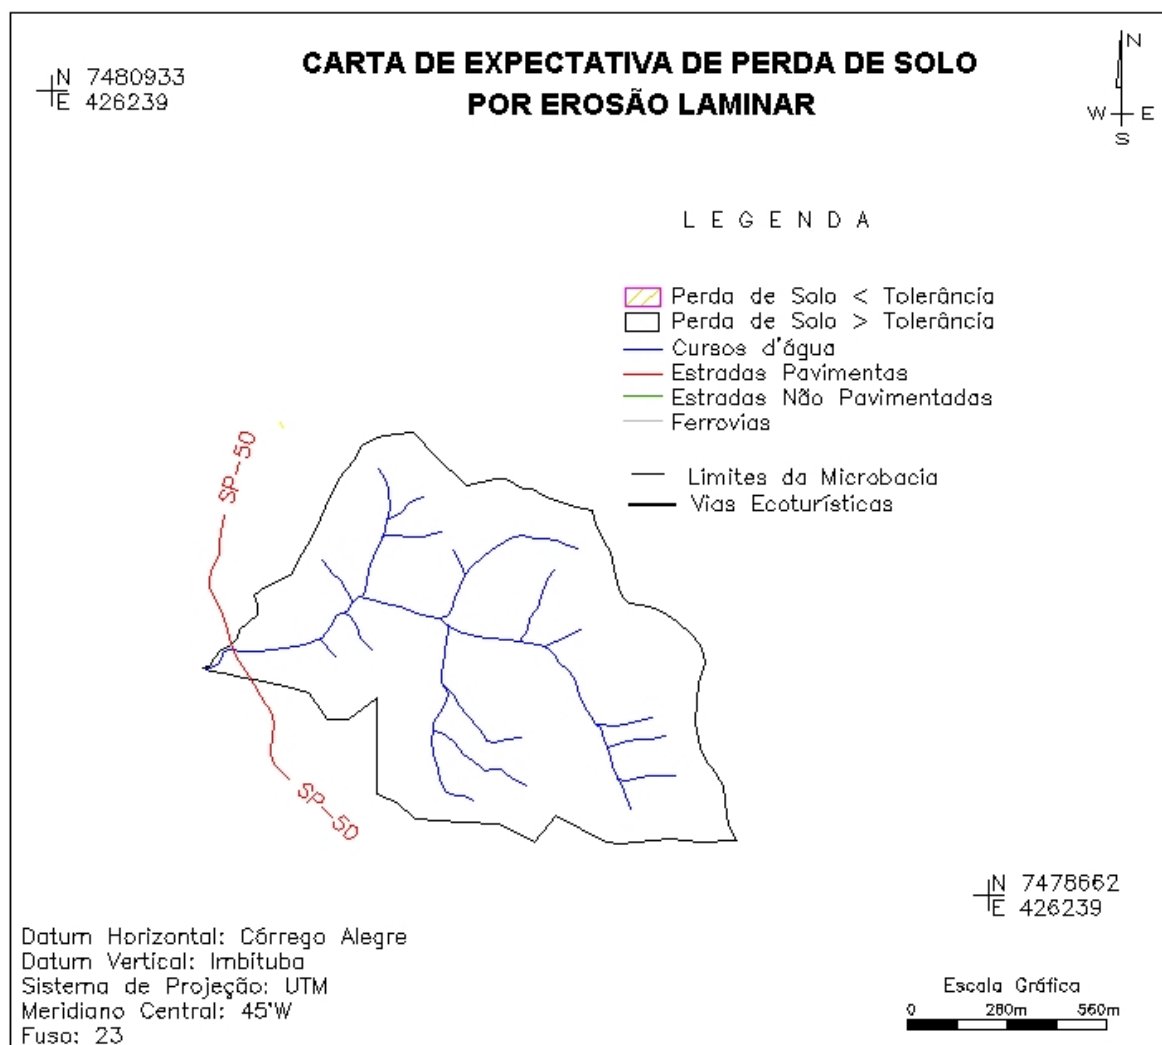 CARTA DE EXPECTATIVA DE PERDA DE SOLO
POR EROSÃO LAMINAR
N 7480933
E 426239
N
W E
S
L E G E N D A
Perda de Solo < Tolerância
Perda de Solo > Tolerância
Cursos d'água
Estradas Pavimentas
Estradas Não Pavimentadas
Ferrovias
Limites da Microbacia
Vias Ecoturísticas
SP-50
SP-50
N 7478662
E 426239
Datum Horizontal: Córrego Alegre
Datum Vertical: Imbituba
Sistema de Projeção: UTM
Meridiano Central: 45'W
Fuso: 23
Escala Gráfica
0 280m 560m